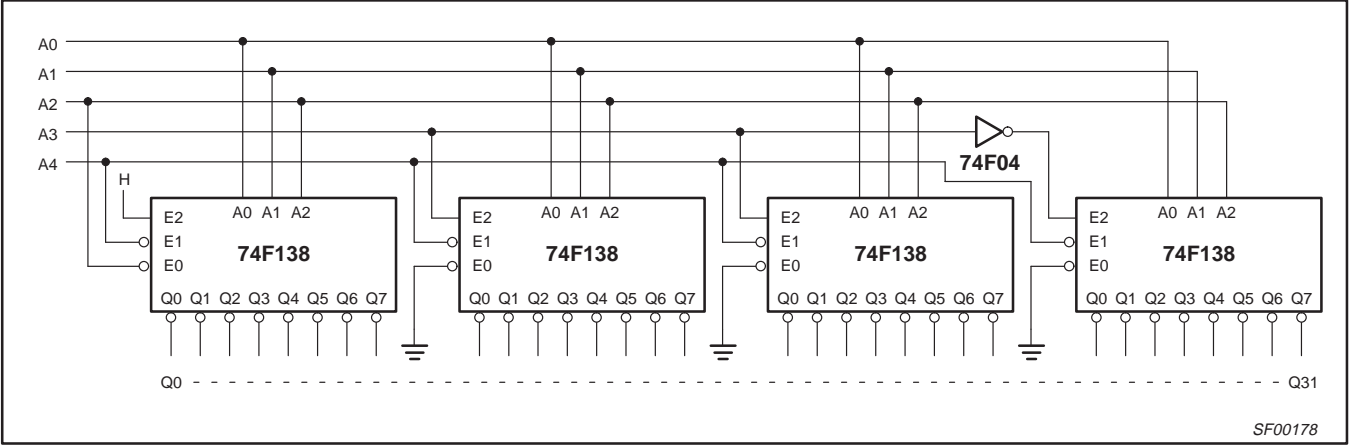 A0
A1
A2
A3
A4
H
74F04
E2 A0 A1 A2
E1
E0
74F138
Q0 Q1 Q2 Q3 Q4 Q5 Q6 Q7
E2 A0 A1 A2
E1
E0
74F138
Q0 Q1 Q2 Q3 Q4 Q5 Q6 Q7
E2 A0 A1 A2
E1
E0
74F138
Q0 Q1 Q2 Q3 Q4 Q5 Q6 Q7
E2 A0 A1 A2
E1
E0
74F138
Q0 Q1 Q2 Q3 Q4 Q5 Q6 Q7
Q0 Q31
SF00178